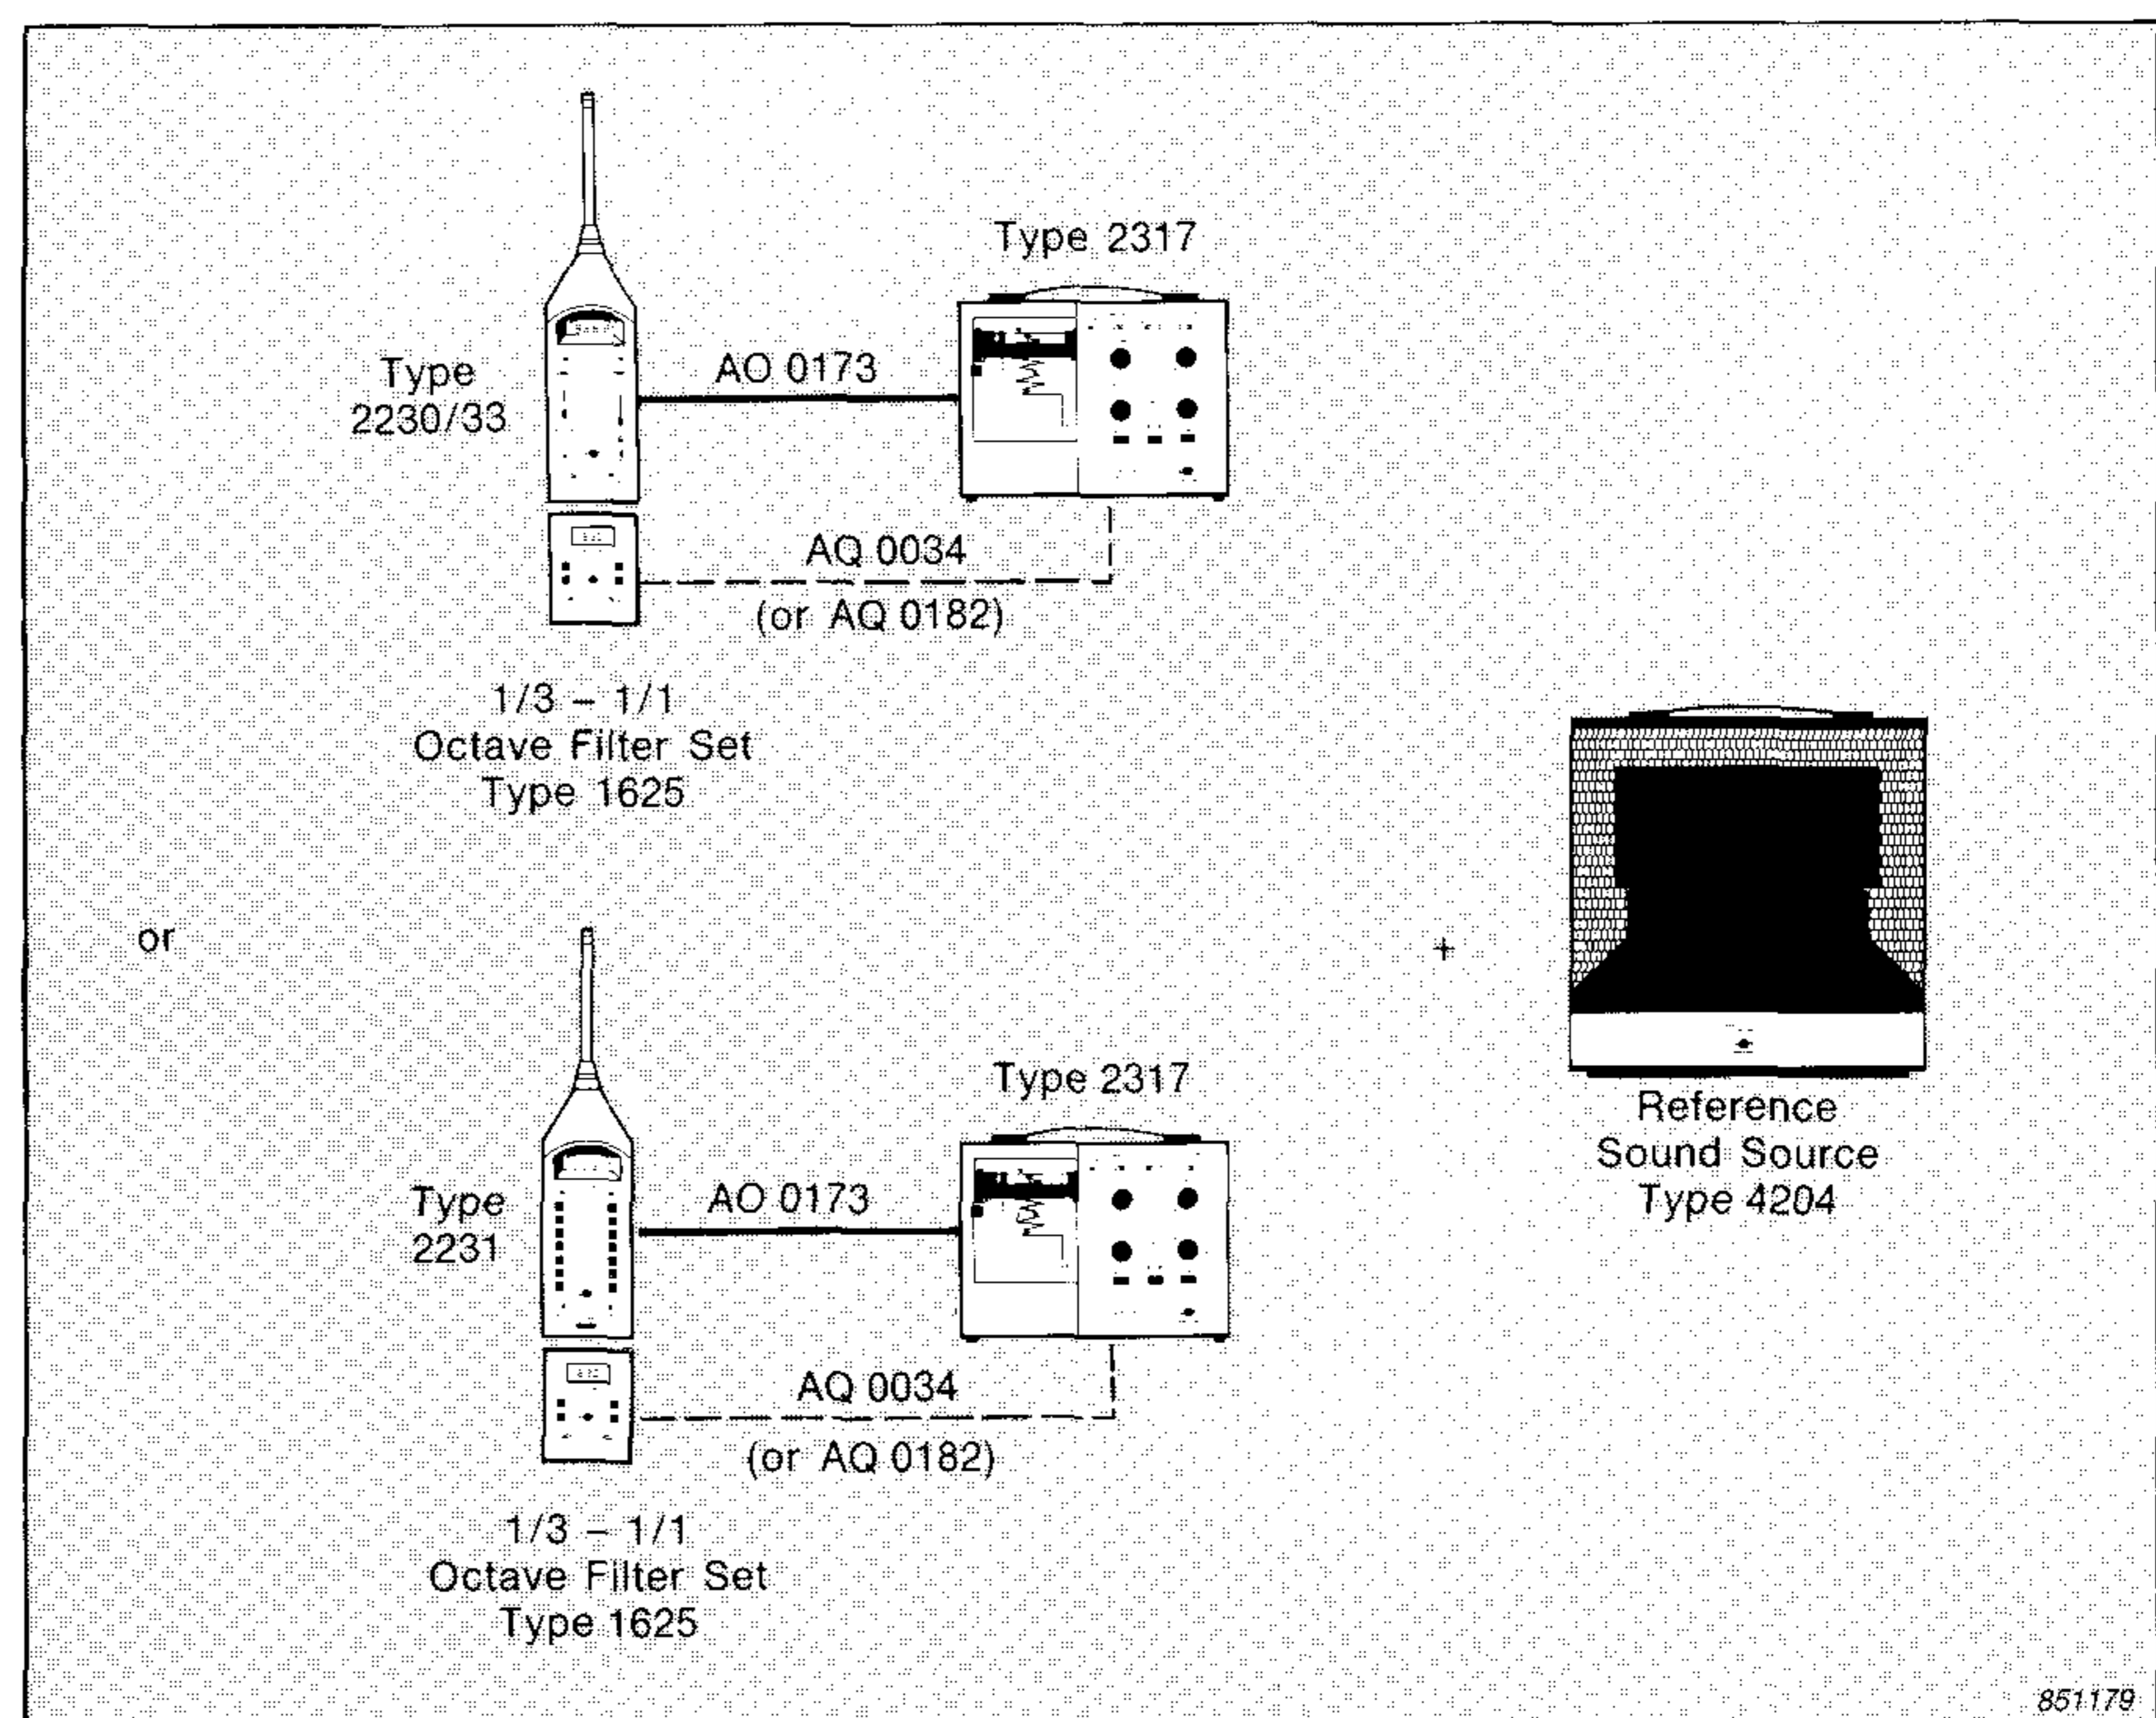 Type 2317
Type
2230/33
AO 0173
AQ 0034
(or AQ 0182)
1/3 – 1/1
Octave Filter Set
Type 1625
or
+
Type 2317
Type
2231
AO 0173
AQ 0034
(or AQ 0182)
1/3 – 1/1
Octave Filter Set
Type 1625
Reference
Sound Source
Type 4204
851179